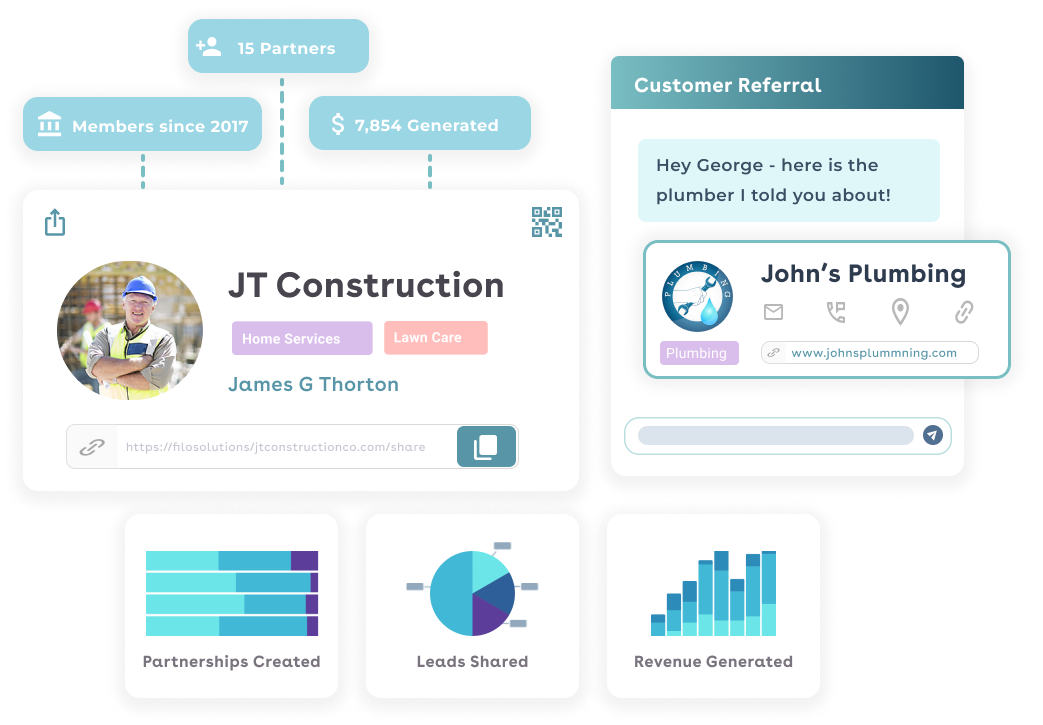 15 Partners
Members since 2017
$ 7,854 Generated
JT Construction
Home Services
Lawn Care
James G Thorton
https://filosolutions/jtconstructionco.com/share
Customer Referral
Hey George - here is the
plumber I told you about!
PLUMBING
John's Plumbing
Plumbing
www.johnsplummning.com
Partnerships Created
Leads Shared
Revenue Generated